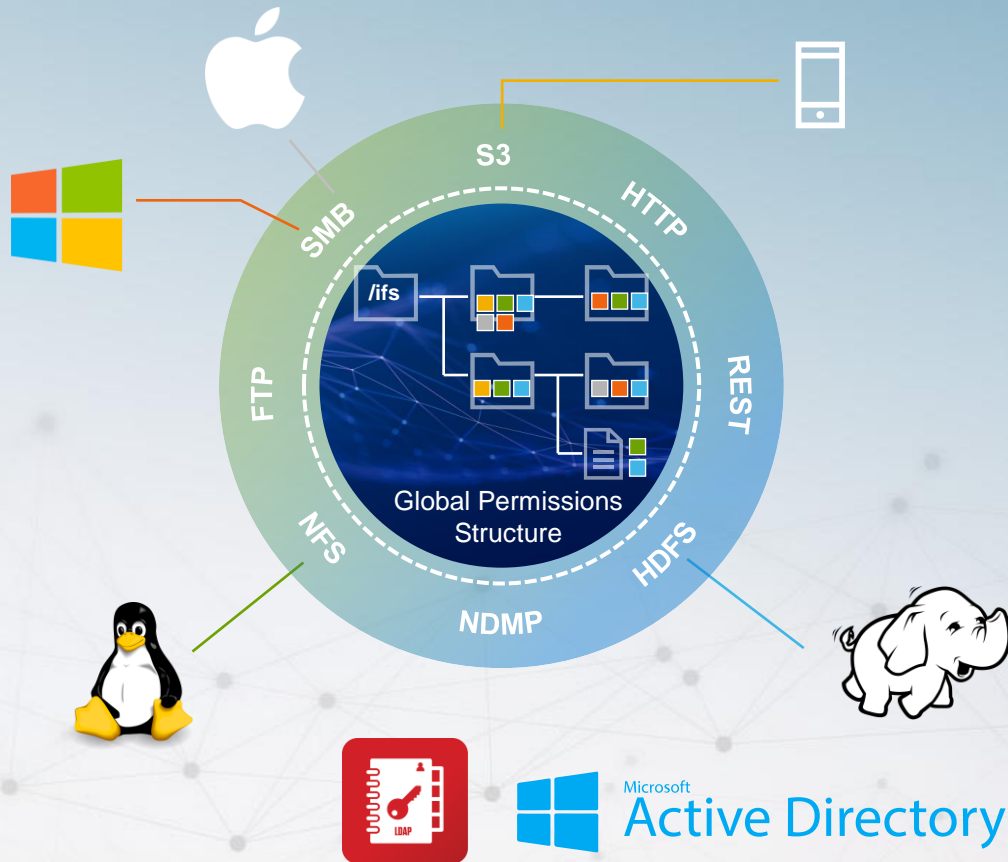 S3
HTTP
SMB
/ifs
FTP
REST
Global Permissions
Structure
NFS
HDFS
NDMP
LDAP
Microsoft
Active Directory